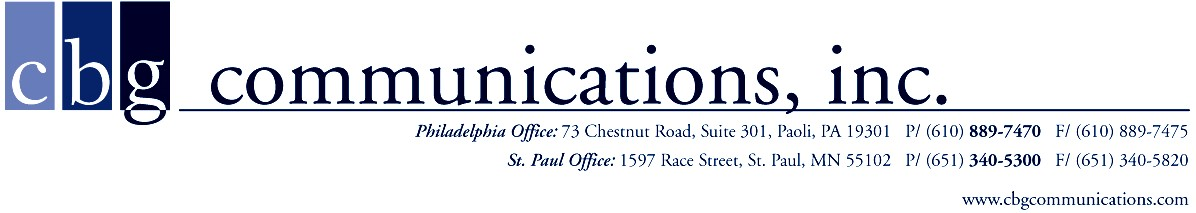 cbg communications, inc.
Philadelphia Office: 73 Chestnut Road, Suite 301, Paoli, PA 19301 P/ (610) 889-7470 F/ (610) 889-7475
St. Paul Office: 1597 Race Street, St. Paul, MN 55102 P/ (651) 340-5300 F/ (651) 340-5820
www.cbgcommunications.com